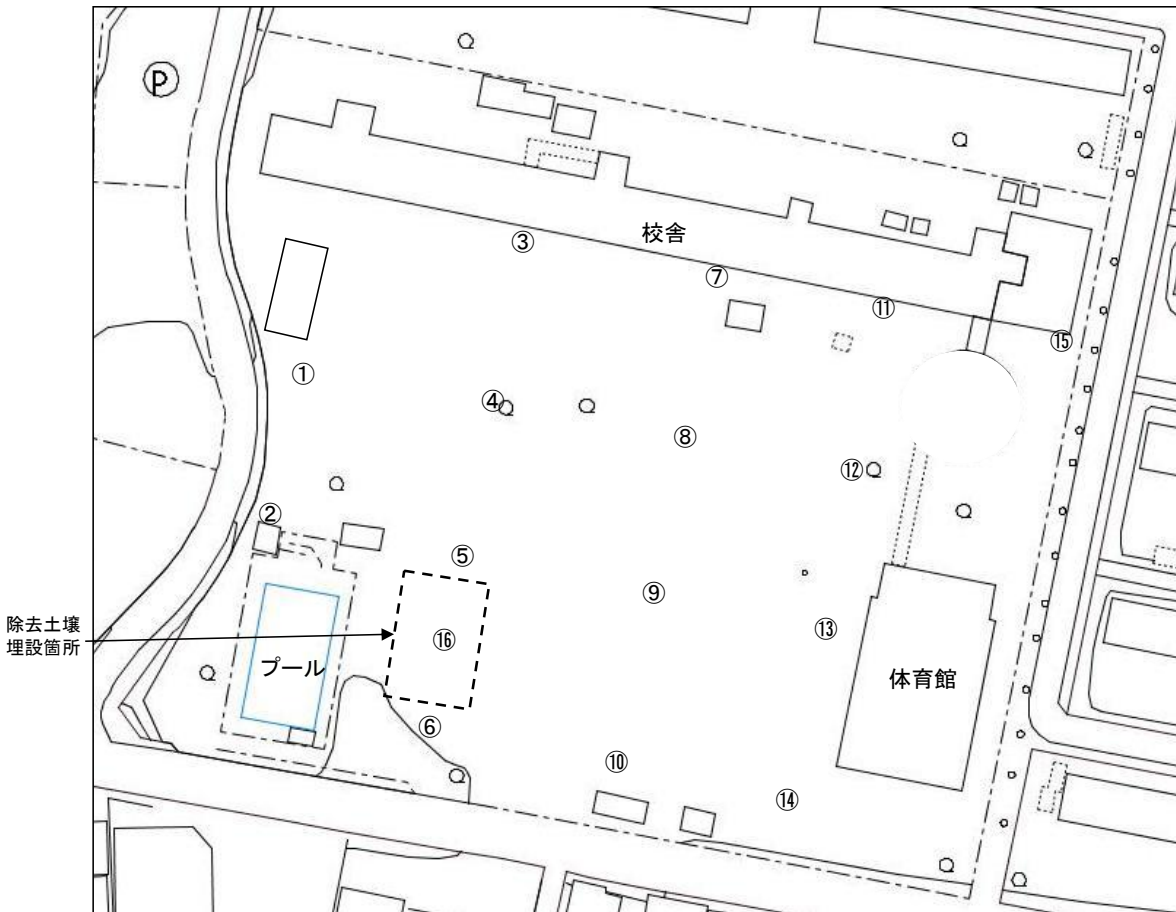 P
校舎
③
⑦
⑪
⑮
①
④
⑧
⑫
②
⑤
⑨
除去土壌
埋設箇所
⑯
⑬
プール
体育館
⑥
⑩
⑭